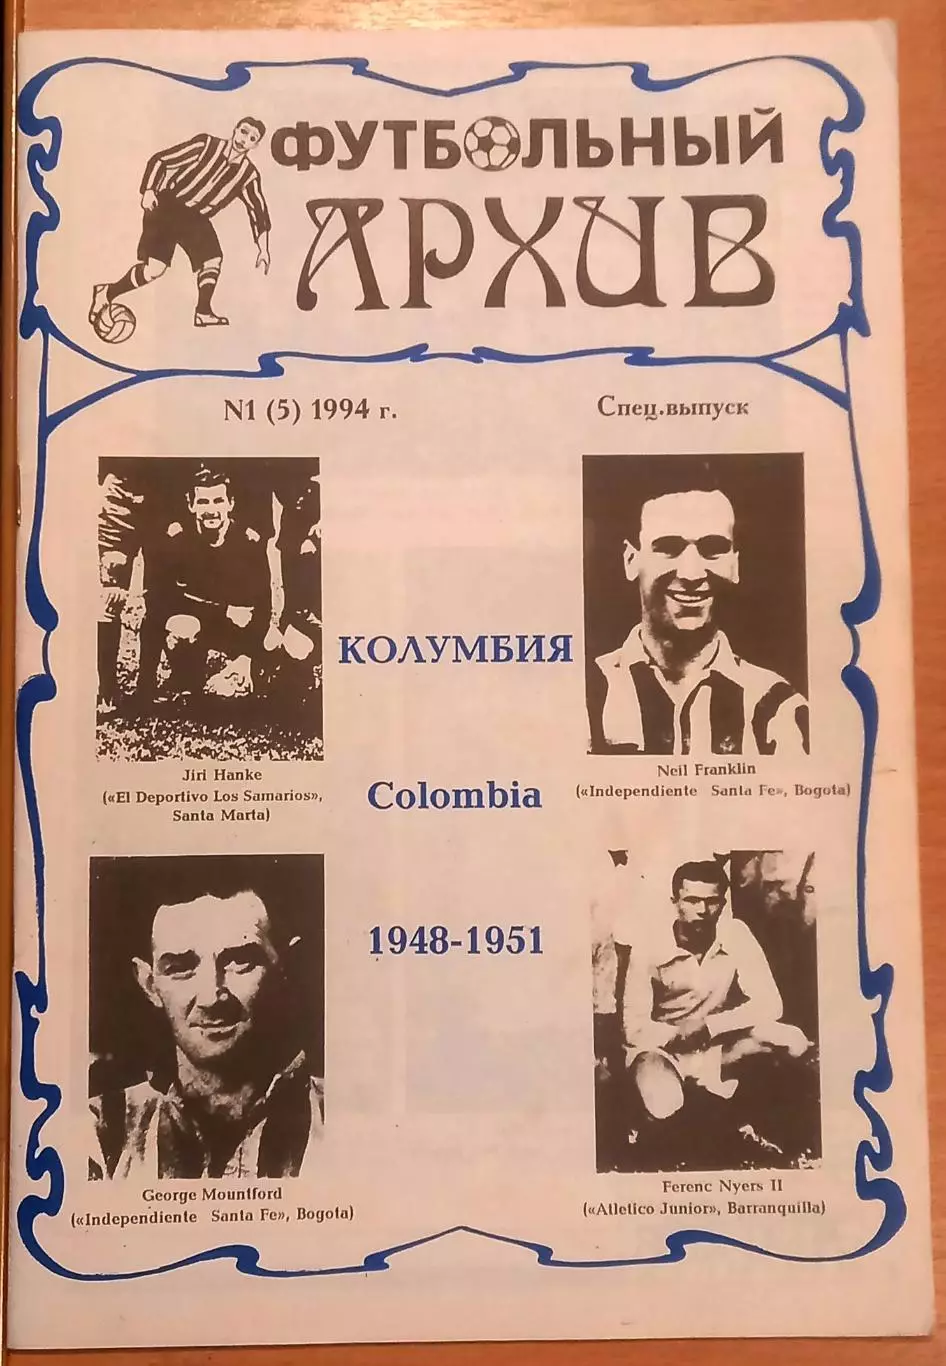 ФУТБОЛЬНЫЙ
АРХИВ
N1 (5) 1994 г.
Спец.выпуск
Jiri Hanke
(«El Deportivo Los Samarios»,
Santa Marta)
КОЛУМБИЯ
Neil Franklin
(«Independiente Santa Fe», Bogota)
Colombia
1948-1951
George Mountford
(«Independiente Santa Fe», Bogota)
Ferenc Nyers II
(«Atletico Junior», Barranquilla)